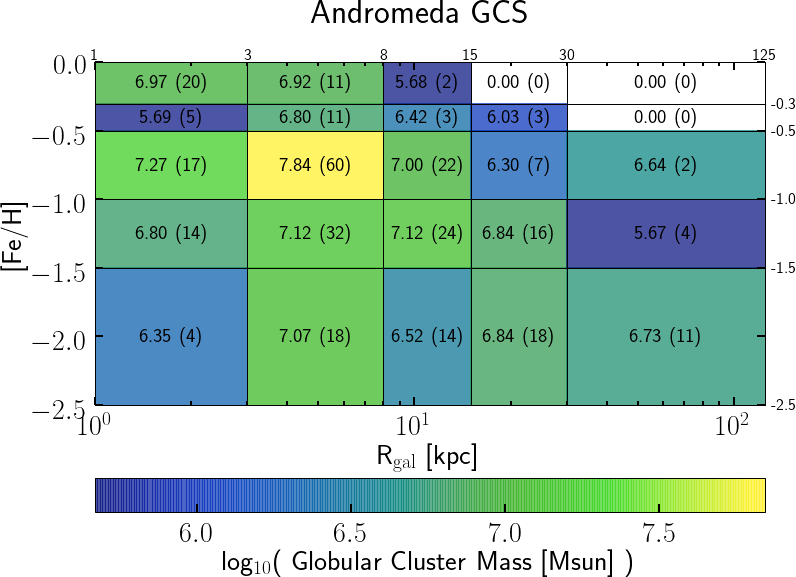 Andromeda GCS
1 3 8 15 30 125
0.0 6.97 (20) 6.92 (11) 5.68 (2) 0.00 (0) 0.00 (0)
-0.3
5.69 (5) 6.80 (11) 6.42 (3) 6.03 (3) 0.00 (0)
−0.5 -0.5
7.27 (17) 7.84 (60) 7.00 (22) 6.30 (7) 6.64 (2)
−1.0 -1.0
6.80 (14) 7.12 (32) 7.12 (24) 6.84 (16) 5.67 (4)
−1.5 -1.5
6.35 (4) 7.07 (18) 6.52 (14) 6.84 (18) 6.73 (11)
−2.0
−2.5 -2.5
[Fe/H]
10⁰ 10¹ 10²
R_gal [kpc]
6.0 6.5 7.0 7.5
log₁₀( Globular Cluster Mass [Msun] )